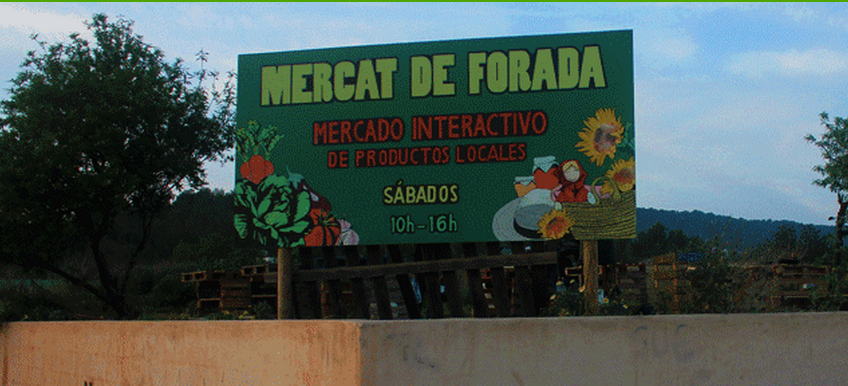 MERCAT DE FORADA
MERCADO INTERACTIVO
DE PRODUCTOS LOCALES
SÁBADOS
10h-16h